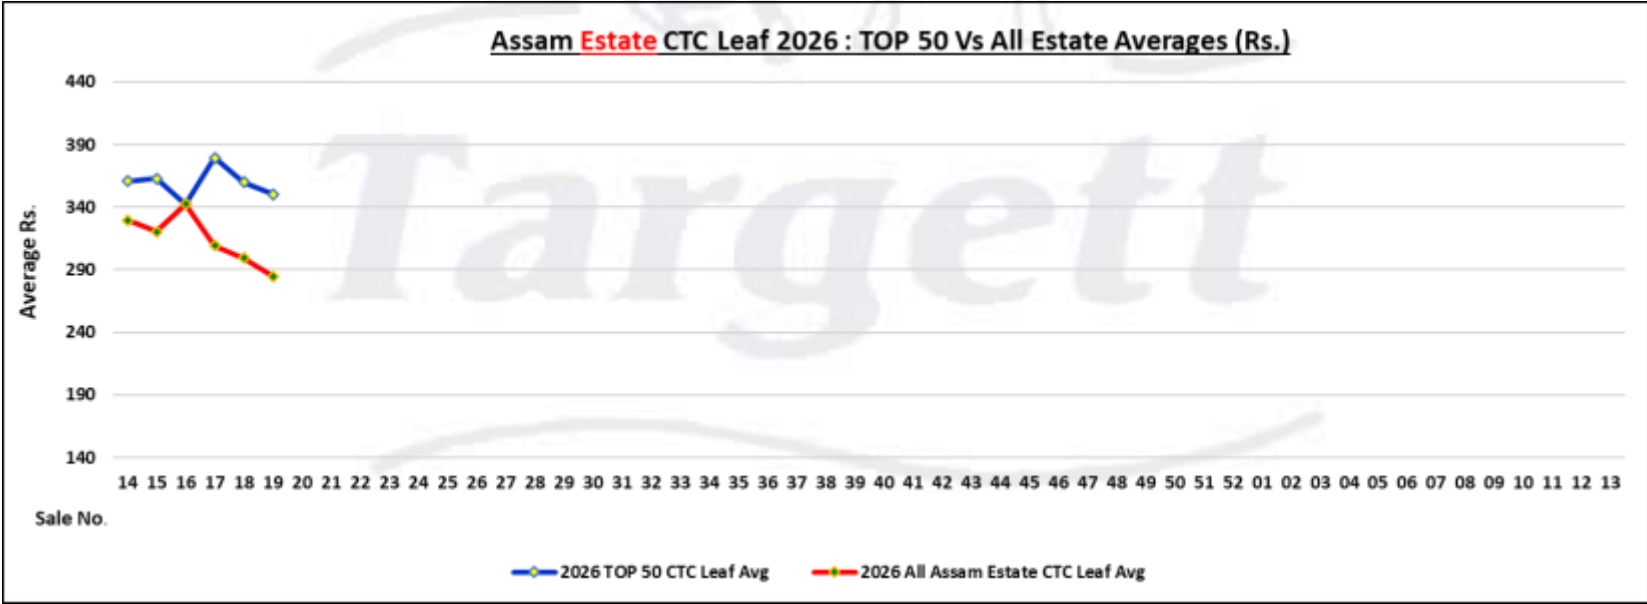 Assam Estate CTC Leaf 2026 : TOP 50 Vs All Estate Averages (Rs.)
440
390
340
290
240
190
140
Average Rs.
14 15 16 17 18 19 20 21 22 23 24 25 26 27 28 29 30 31 32 33 34 35 36 37 38 39 40 41 42 43 44 45 46 47 48 49 50 51 52 01 02 03 04 05 06 07 08 09 10 11 12 13
Sale No.
2026 TOP 50 CTC Leaf Avg
2026 All Assam Estate CTC Leaf Avg
Targett